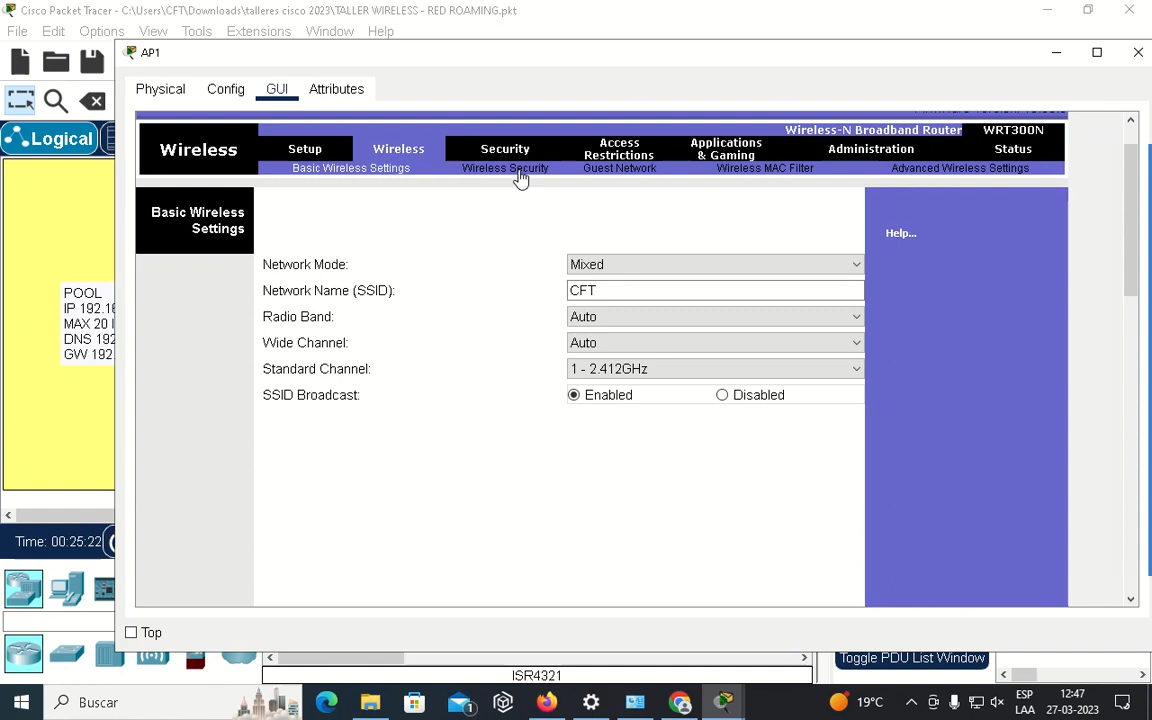 Cisco Packet Tracer - C:\Users\CFT\Downloads\talleres cisco 2023\TALLER WIRELESS - RED ROAMING.pkt
File Edit Options View Tools Extensions Window Help
AP1
Physical Config GUI Attributes
Logical
Wireless-N Broadband Router WRT300N
Wireless Setup Wireless Security Access Restrictions Applications & Gaming Administration Status
Basic Wireless Settings Wireless Security Guest Network Wireless MAC Filter Advanced Wireless Settings
Basic Wireless
Settings
Help...
Network Mode: Mixed
Network Name (SSID): CFT
Radio Band: Auto
Wide Channel: Auto
Standard Channel: 1 - 2.412GHz
SSID Broadcast: Enabled Disabled
POOL
IP 192.16
MAX 20 I
DNS 192
GW 192.
Time: 00:25:22
Top
Toggle PDU List Window
ISR4321
Buscar
1
19°C
ESP
LAA
12:47
27-03-2023